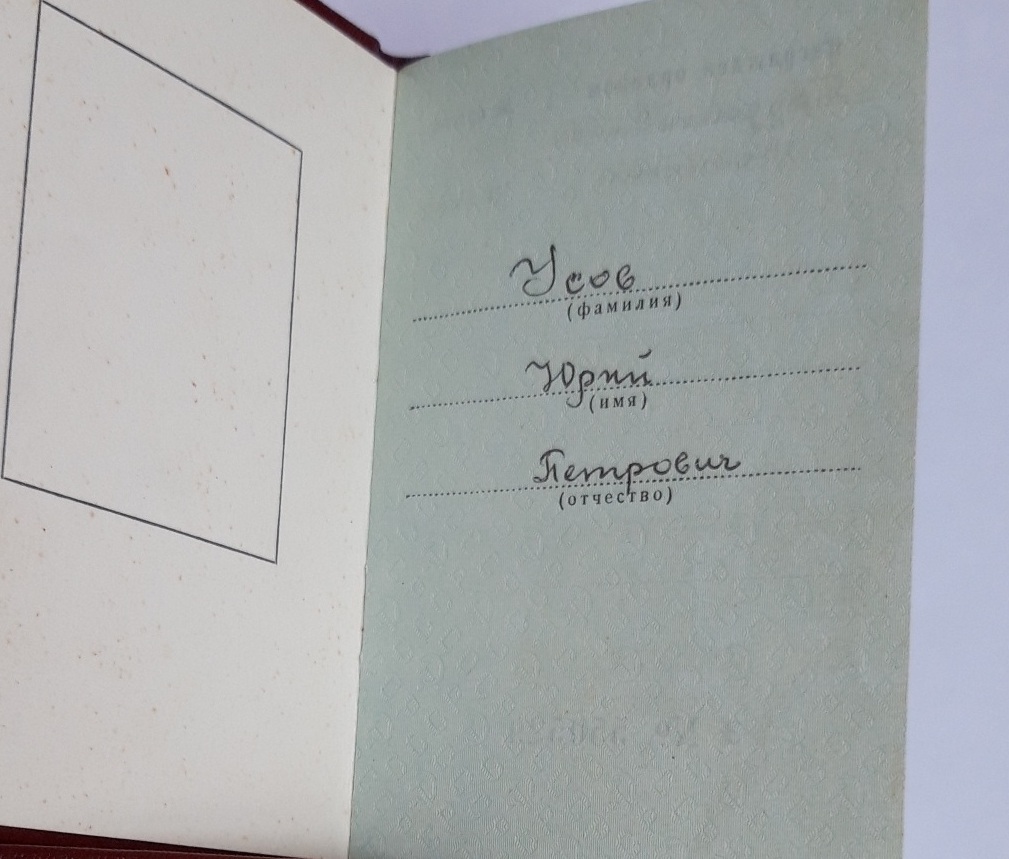 Усов
(фамилия)
Юрий
(имя)
Петрович
(отчество)